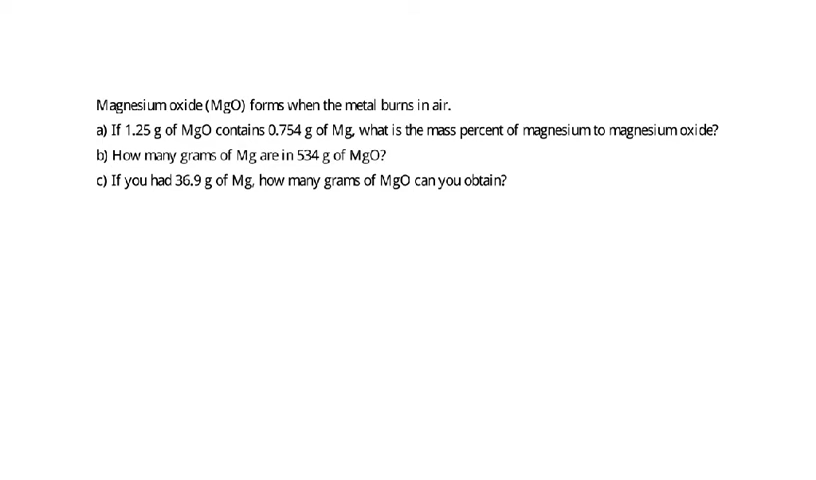 Magnesium oxide (MgO) forms when the metal burns in air.
a) If 1.25 g of MgO contains 0.754 g of Mg, what is the mass percent of magnesium to magnesium oxide?
b) How many grams of Mg are in 534 g of MgO?
c) If you had 36.9 g of Mg, how many grams of MgO can you obtain?